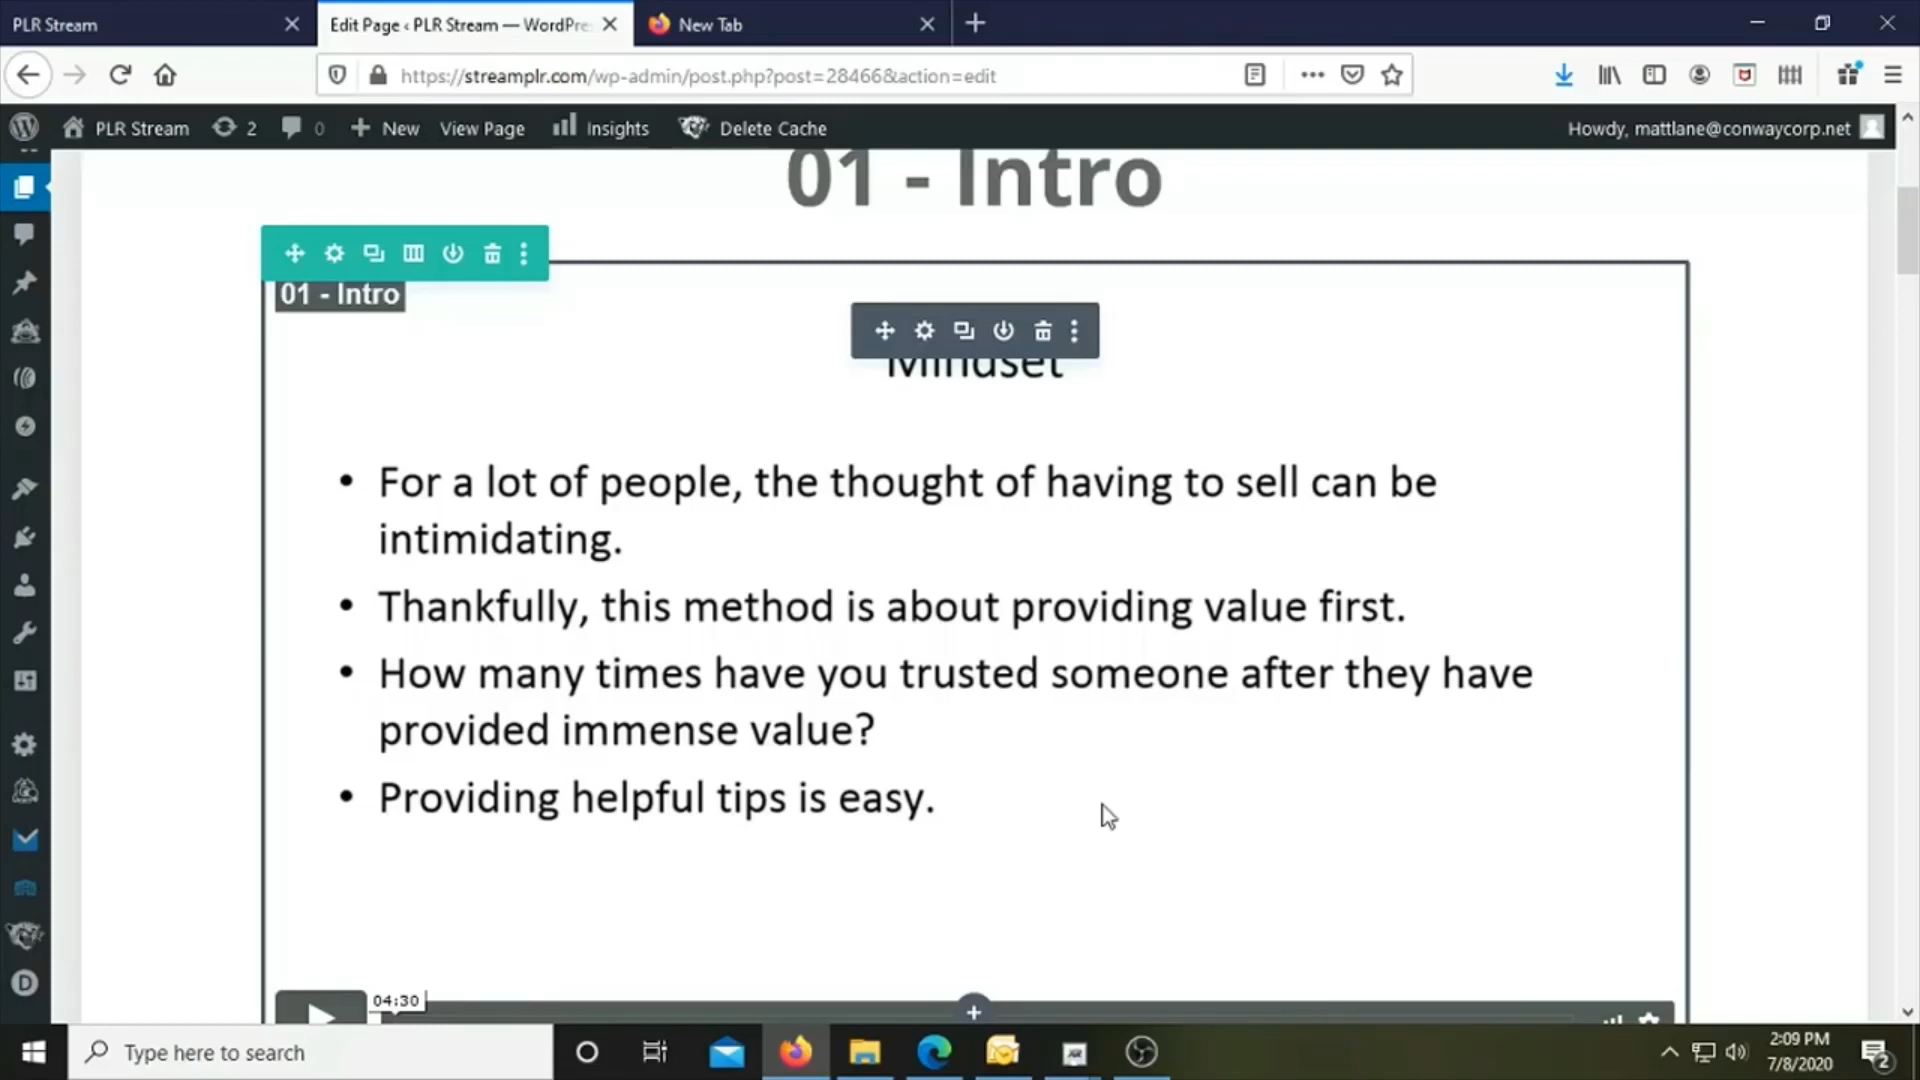 PLR Stream
Edit Page ‹ PLR Stream — WordPre
New Tab
https://streamplr.com/wp-admin/post.php?post=28466&action=edit
PLR Stream
2
0
New
View Page
Insights
Delete Cache
Howdy, mattlane@conwaycorp.net
01 - Intro
01 - Intro
Mindset
• For a lot of people, the thought of having to sell can be
intimidating.
• Thankfully, this method is about providing value first.
• How many times have you trusted someone after they have
provided immense value?
• Providing helpful tips is easy.
04:30
Type here to search
2:09 PM
7/8/2020
2